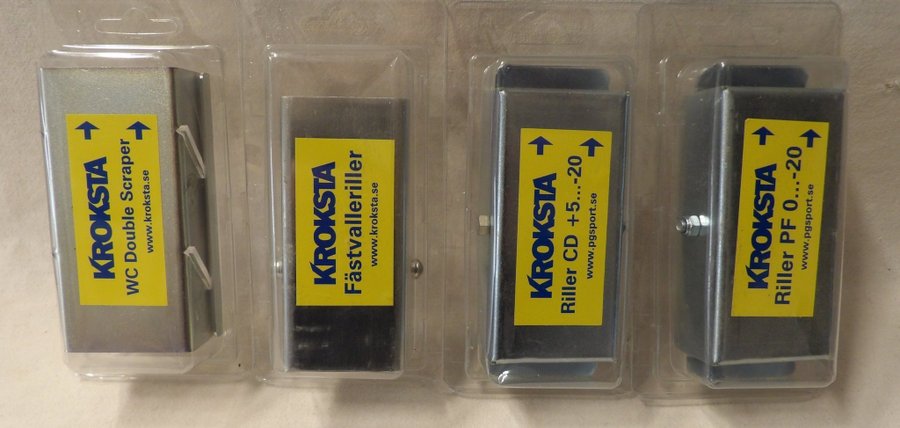 KROKSTA
WC Double Scraper
www.kroksta.se
KROKSTA
Fästvalleriller
www.kroksta.se
KROKSTA
Riller CD +5...-20
www.pgsport.se
KROKSTA
Riller PF 0...-20
www.pgsport.se